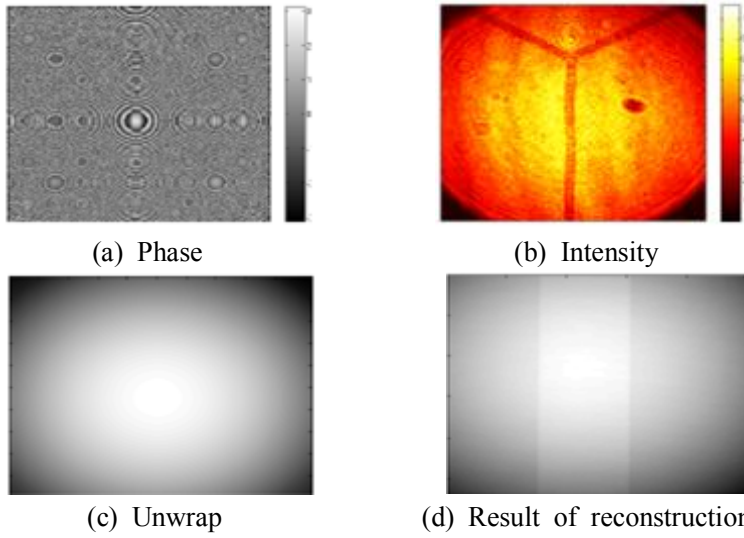 (a) Phase
(b) Intensity
(c) Unwrap
(d) Result of reconstruction